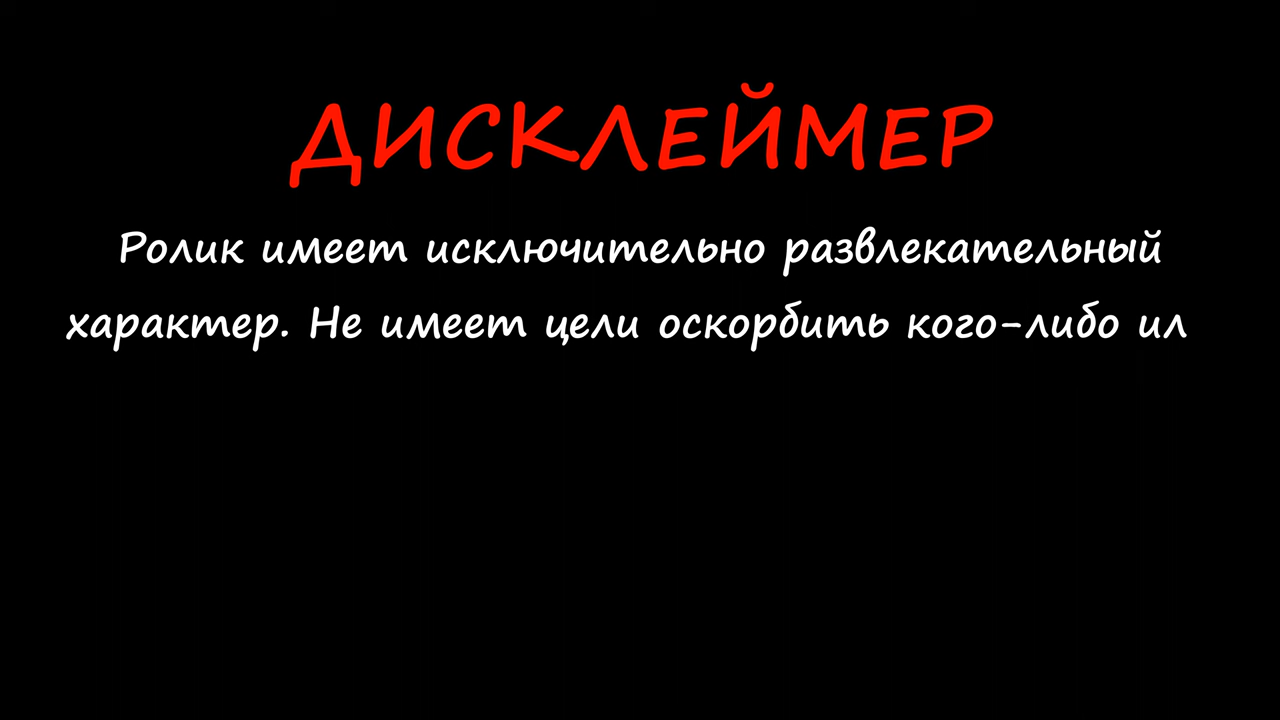 ДИСКЛЕЙМЕР
Ролик имеет исключительно развлекательный
характер. Не имеет цели оскорбить кого-либо ил